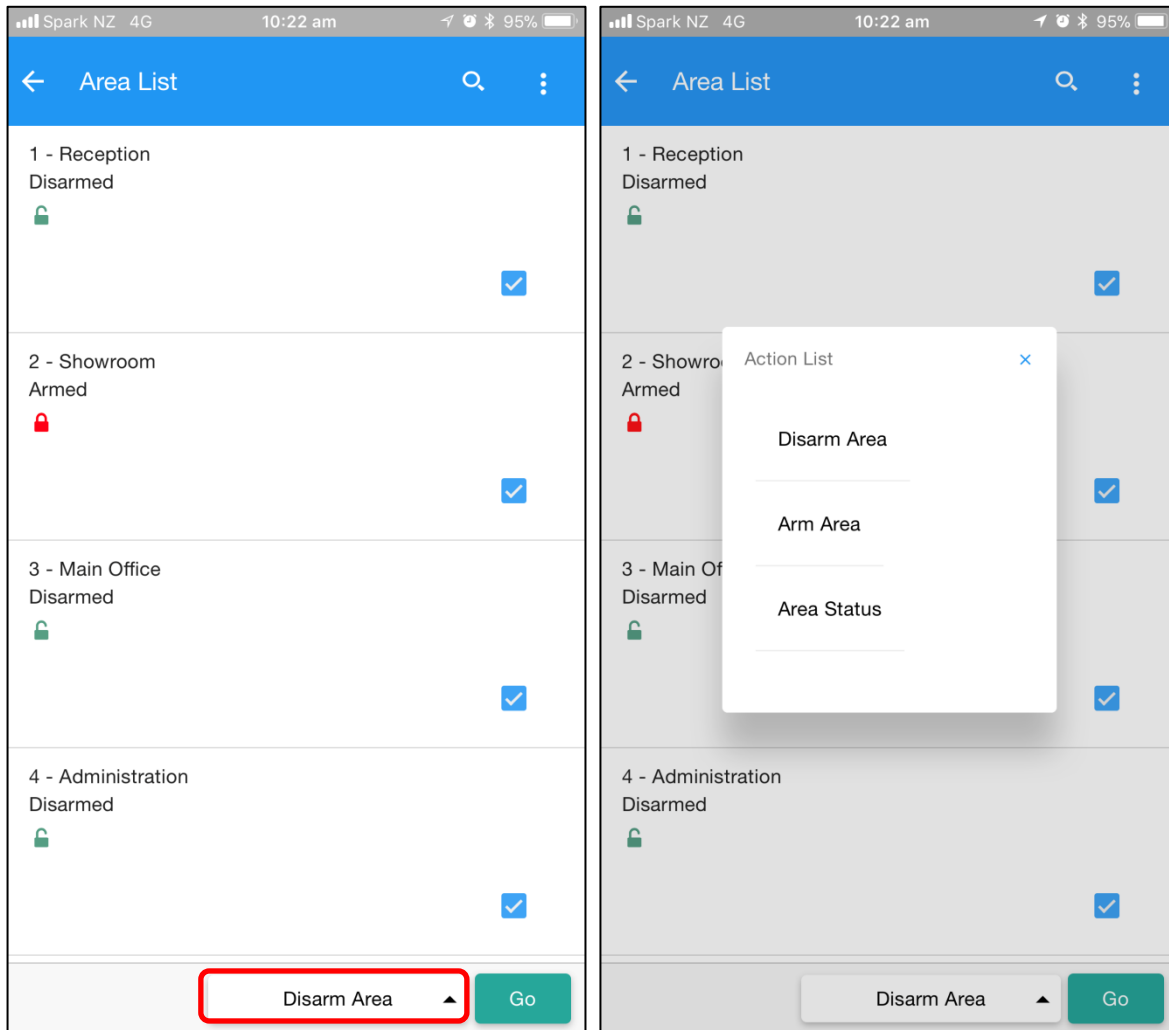 Spark NZ 4G 10:22 am 95%
Area List
1 - Reception
Disarmed
2 - Showroom
Armed
3 - Main Office
Disarmed
4 - Administration
Disarmed
Disarm Area
Go
Spark NZ 4G 10:22 am 95%
Area List
1 - Reception
Disarmed
2 - Showro
Armed
Action List
Disarm Area
Arm Area
Area Status
3 - Main Of
Disarmed
4 - Administration
Disarmed
Disarm Area
Go